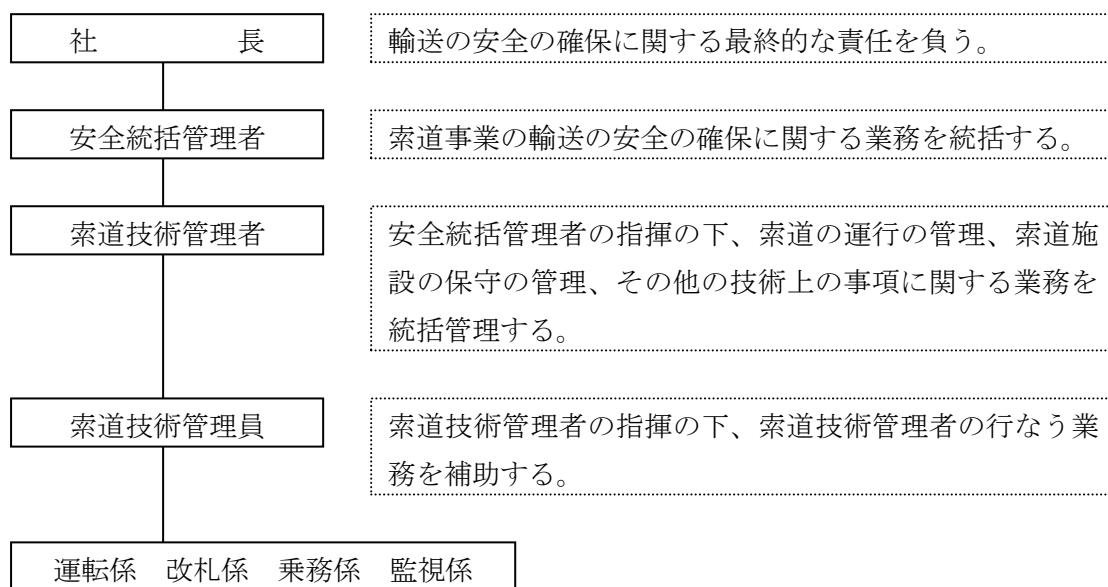 社　　　　長
輸送の安全の確保に関する最終的な責任を負う。
安全統括管理者
索道事業の輸送の安全の確保に関する業務を統括する。
索道技術管理者
安全統括管理者の指揮の下、索道の運行の管理、索道施
設の保守の管理、その他の技術上の事項に関する業務を
統括管理する。
索道技術管理員
索道技術管理者の指揮の下、索道技術管理者の行なう業
務を補助する。
運転係　改札係　乗務係　監視係